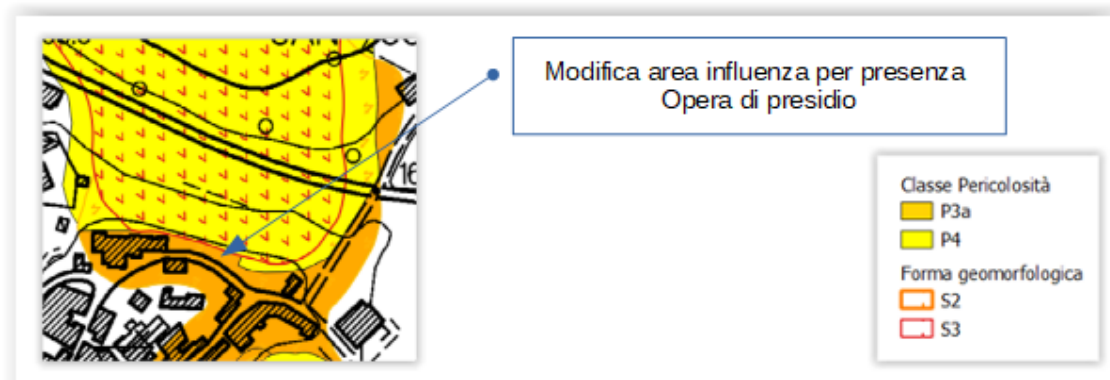 Modifica area influenza per presenza
Opera di presidio
16
Classe Pericolosità
P3a
P4
Forma geomorfologica
S2
S3